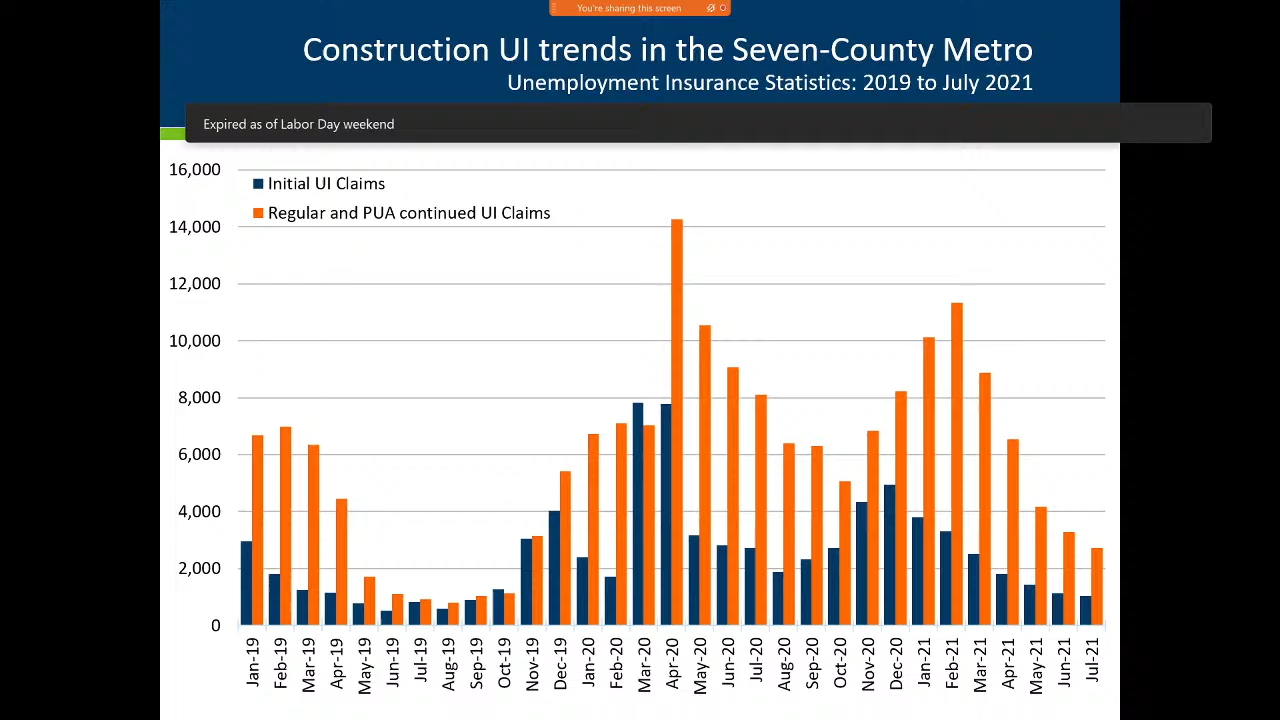 You're sharing this screen
Construction UI trends in the Seven-County Metro
Unemployment Insurance Statistics: 2019 to July 2021
Expired as of Labor Day weekend
16,000
14,000
12,000
10,000
8,000
6,000
4,000
2,000
0
Initial UI Claims
Regular and PUA continued UI Claims
Jan-19
Feb-19
Mar-19
Apr-19
May-19
Jun-19
Jul-19
Aug-19
Sep-19
Oct-19
Nov-19
Dec-19
Jan-20
Feb-20
Mar-20
Apr-20
May-20
Jun-20
Jul-20
Aug-20
Sep-20
Oct-20
Nov-20
Dec-20
Jan-21
Feb-21
Mar-21
Apr-21
May-21
Jun-21
Jul-21